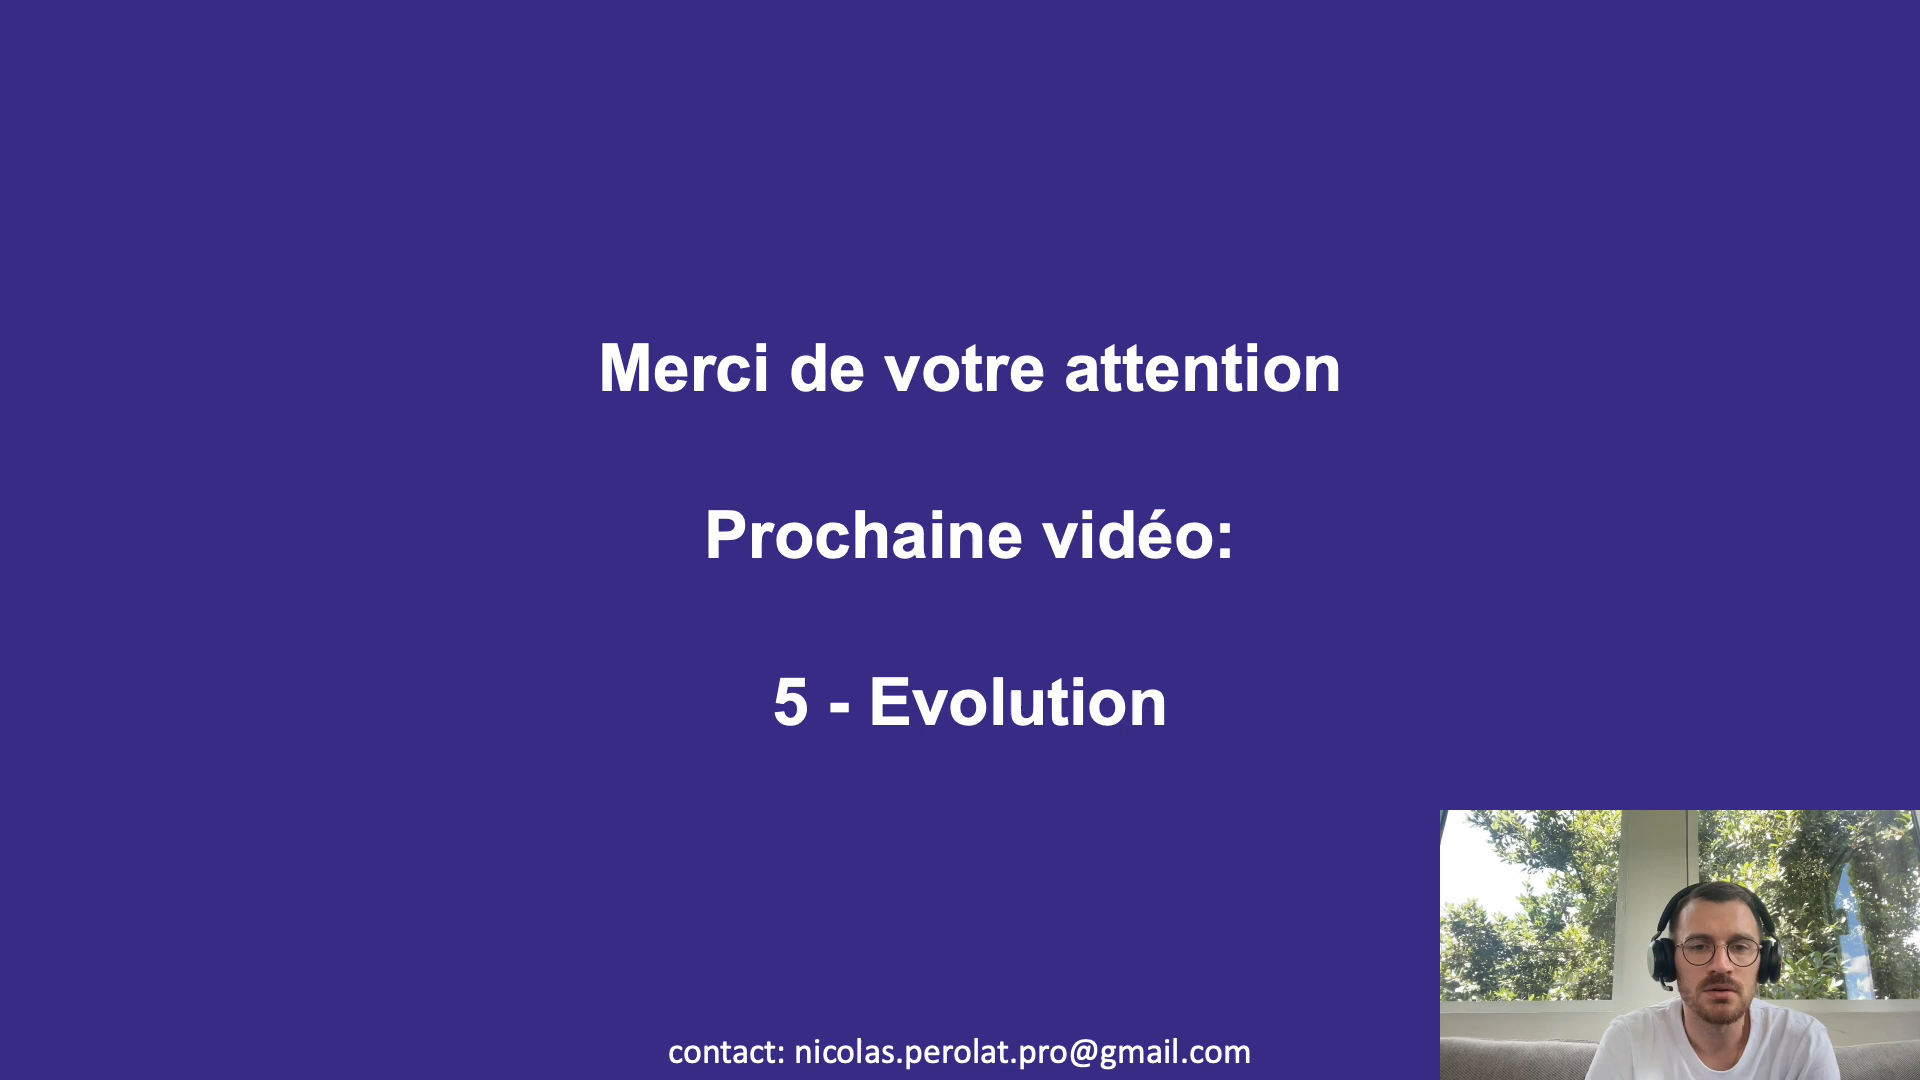 Merci de votre attention
Prochaine vidéo:
5 - Evolution
contact: nicolas.perolat.pro@gmail.com